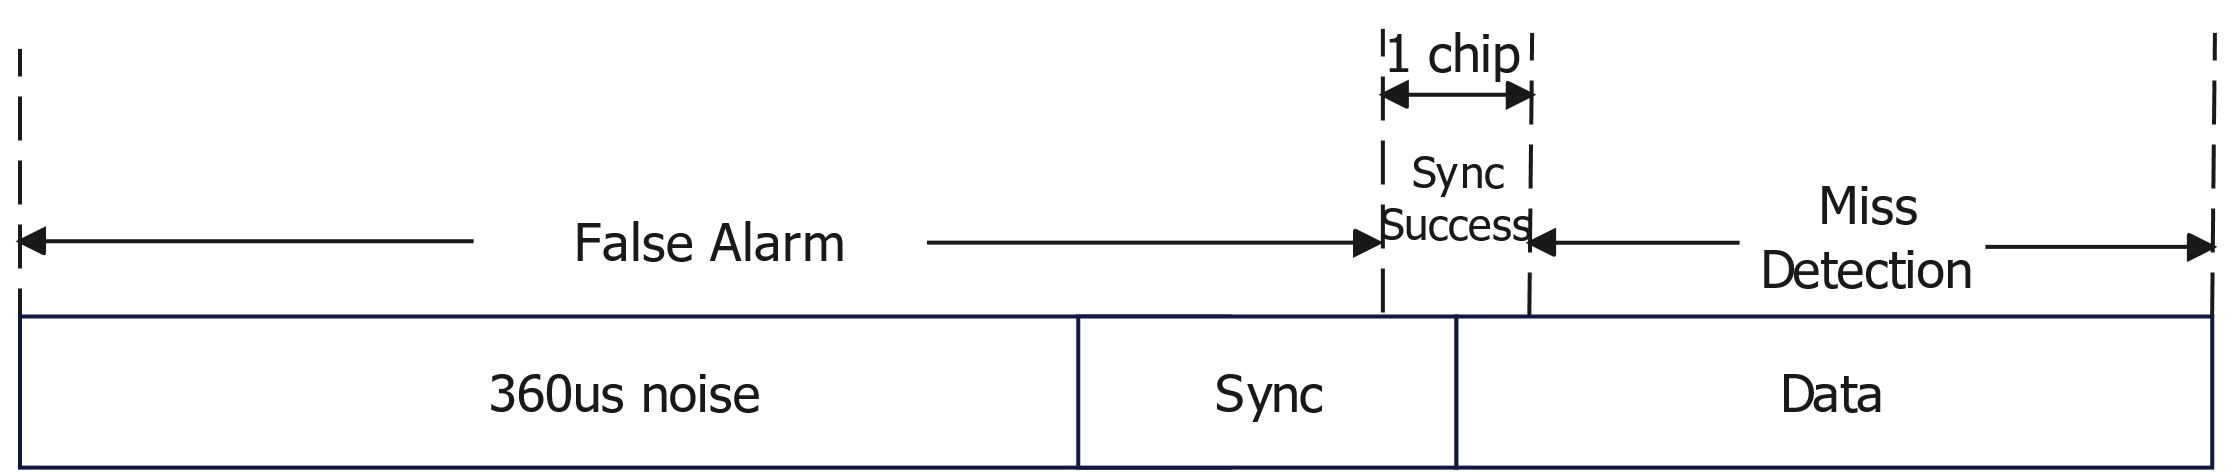 1 chip
Sync
Success
False Alarm
Miss
Detection
360us noise
Sync
Data